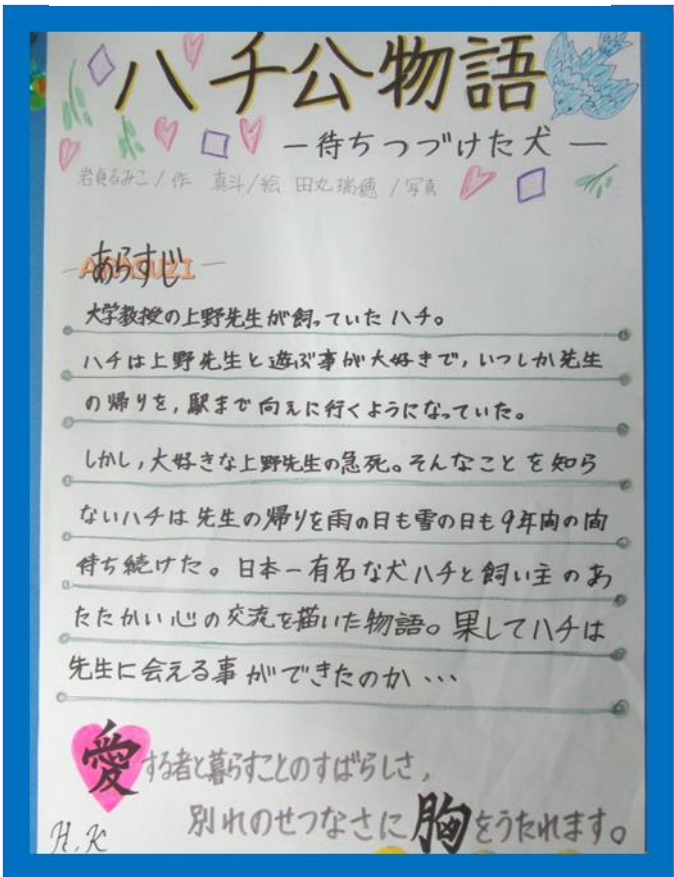 ハチ公物語
―待ちつづけた犬―
岩貞るみこ/作 真斗/絵 田丸瑞穂/写真
ARASUZI
あらすじ
大学教授の上野先生が飼っていたハチ。
ハチは上野先生と遊ぶ事が大好きで,いつしか先生
の帰りを,駅まで向えに行くようになっていた。
しかし,大好きな上野先生の急死。そんなことを知ら
ないハチは先生の帰りを雨の日も雪の日も9年間の間
待ち続けた。日本一有名な犬ハチと飼い主のあ
たたかい心の交流を描いた物語。果してハチは
先生に会える事ができたのか・・・
愛する者と暮らすことのすばらしさ,
別れのせつなさに胸をうたれます。
H.K